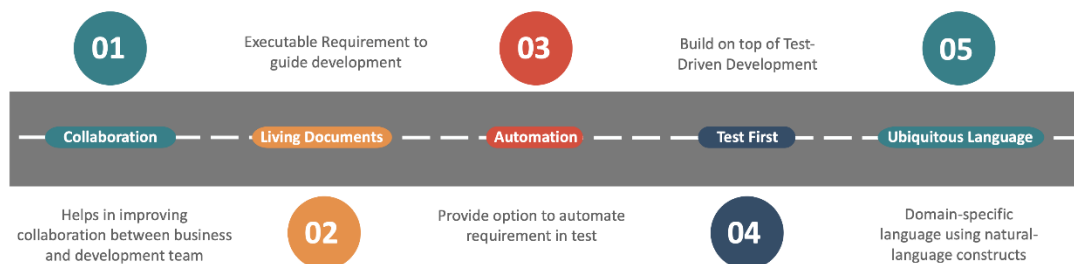 01
Executable Requirement to
guide development
03
Build on top of Test-
Driven Development
05
Collaboration
Living Documents
Automation
Test First
Ubiquitous Language
Helps in improving
collaboration between business
and development team
02
Provide option to automate
requirement in test
04
Domain-specific
language using natural-
language constructs